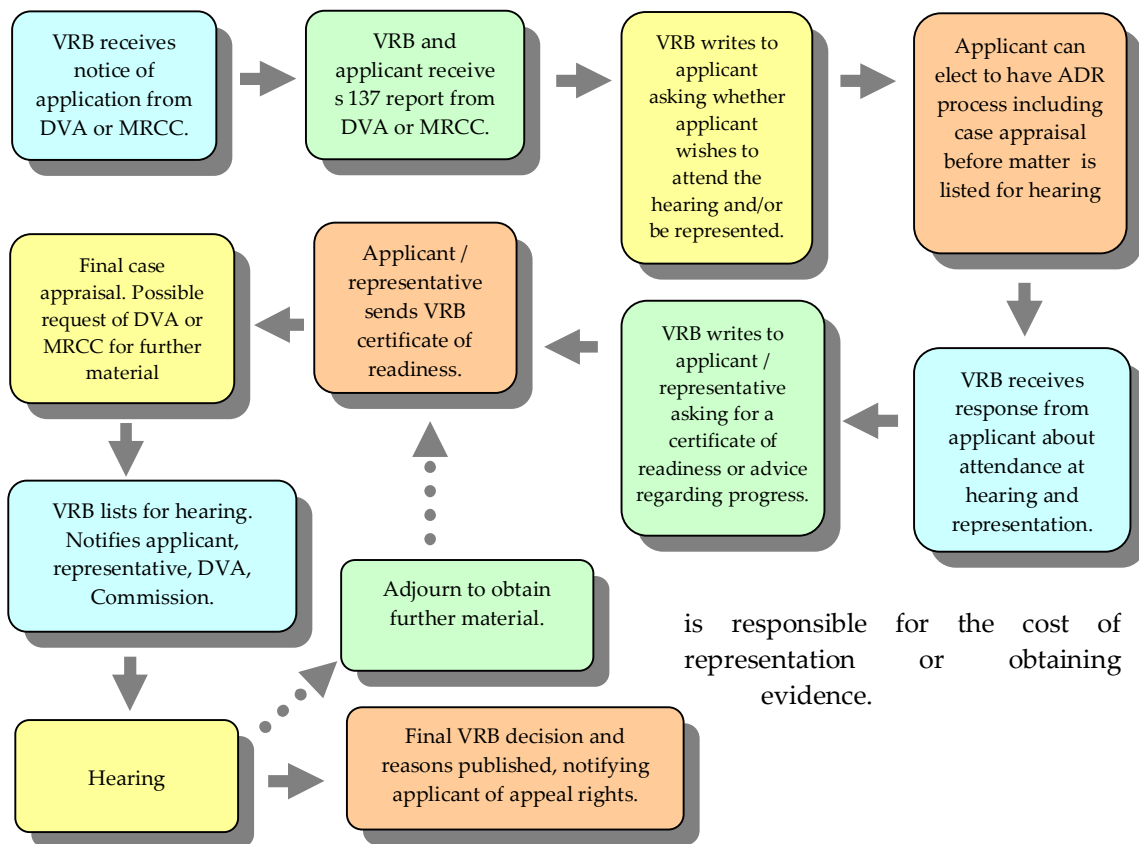 VRB receives
notice of
application from
DVA or MRCC.
VRB and
applicant receive
s 137 report from
DVA or MRCC.
VRB writes to
applicant
asking whether
applicant
wishes to
attend the
hearing and/or
be represented.
Applicant can
elect to have ADR
process including
case appraisal
before matter is
listed for hearing
VRB receives
response from
applicant about
attendance at
hearing and
representation.
VRB writes to
applicant /
representative
asking for a
certificate of
readiness or advice
regarding progress.
Applicant /
representative
sends VRB
certificate of
readiness.
Final case
appraisal. Possible
request of DVA or
MRCC for further
material
VRB lists for hearing.
Notifies applicant,
representative, DVA,
Commission.
Hearing
Adjourn to obtain
further material.
Final VRB decision and
reasons published, notifying
applicant of appeal rights.
is responsible for the cost of
representation or obtaining
evidence.